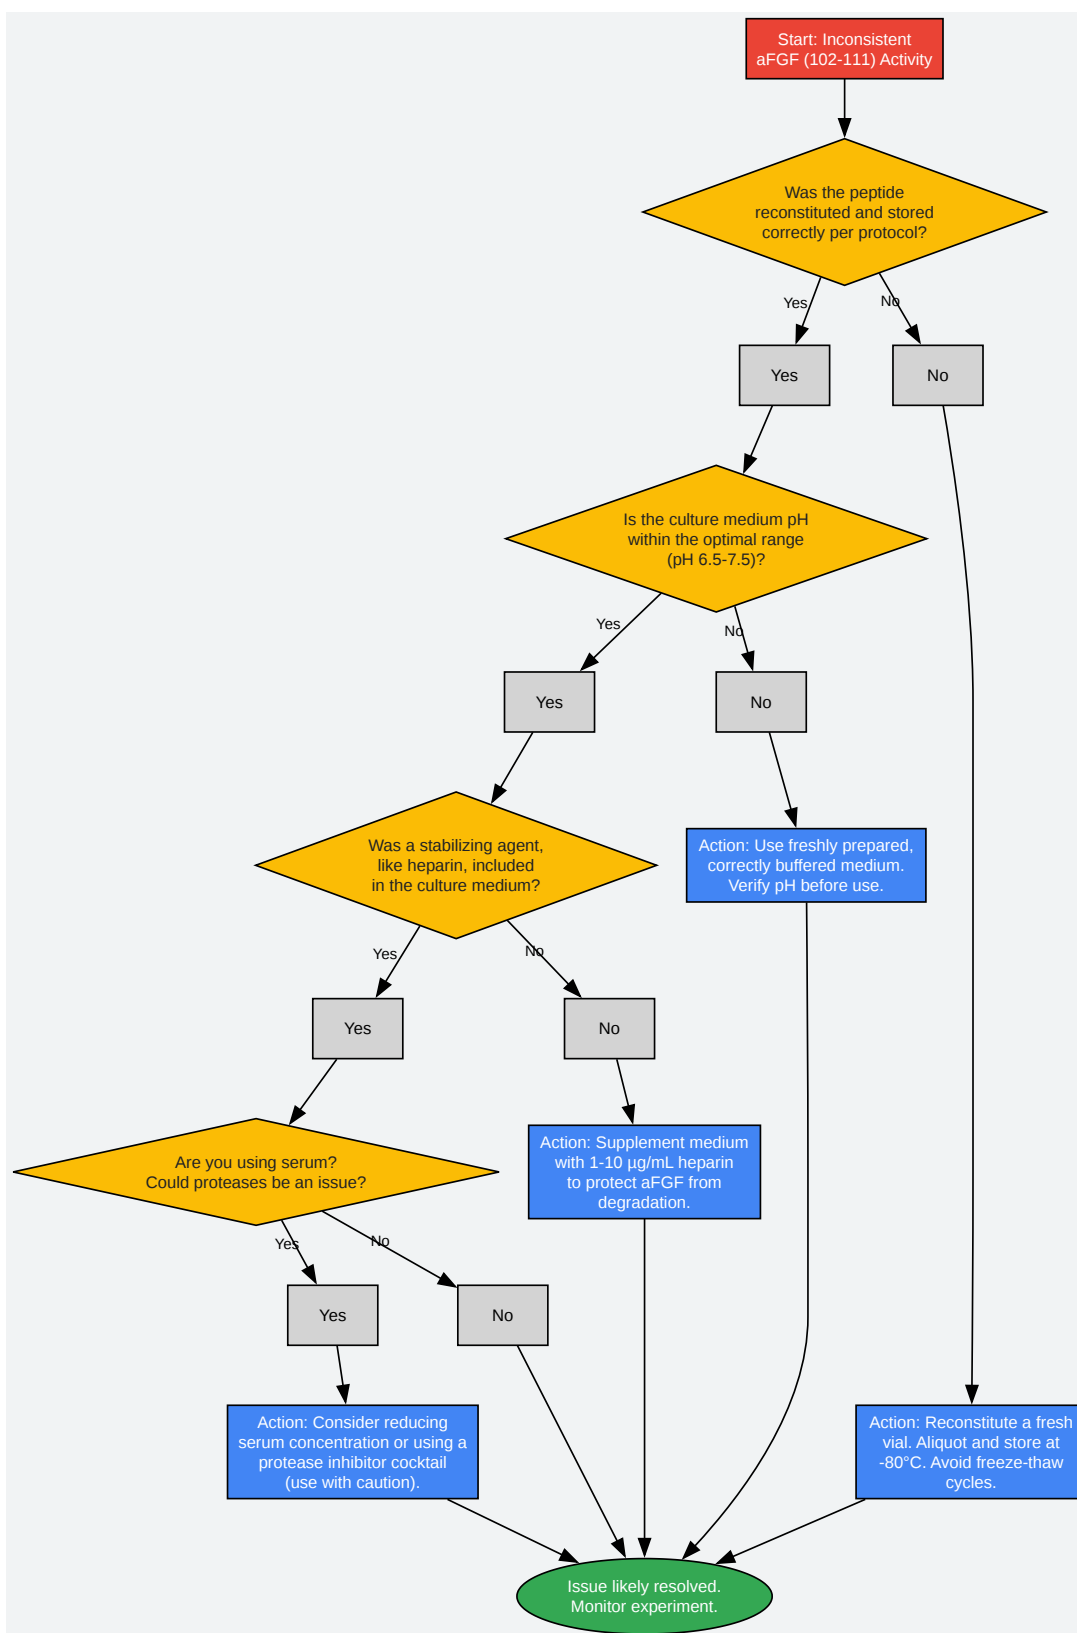 Start: Inconsistent
aFGF (102-111) Activity
Was the peptide
reconstituted and stored
correctly per protocol?
Yes
No
Yes
No
Is the culture medium pH
within the optimal range
(pH 6.5-7.5)?
Yes
No
Yes
No
Was a stabilizing agent,
like heparin, included
in the culture medium?
Action: Use freshly prepared,
correctly buffered medium.
Verify pH before use.
Yes
No
Yes
No
Are you using serum?
Could proteases be an issue?
Action: Supplement medium
with 1-10 µg/mL heparin
to protect aFGF from
degradation.
Yes
No
Yes
No
Action: Consider reducing
serum concentration or using a
protease inhibitor cocktail
(use with caution).
Action: Reconstitute a fresh
vial. Aliquot and store at
-80°C. Avoid freeze-thaw
cycles.
Issue likely resolved.
Monitor experiment.